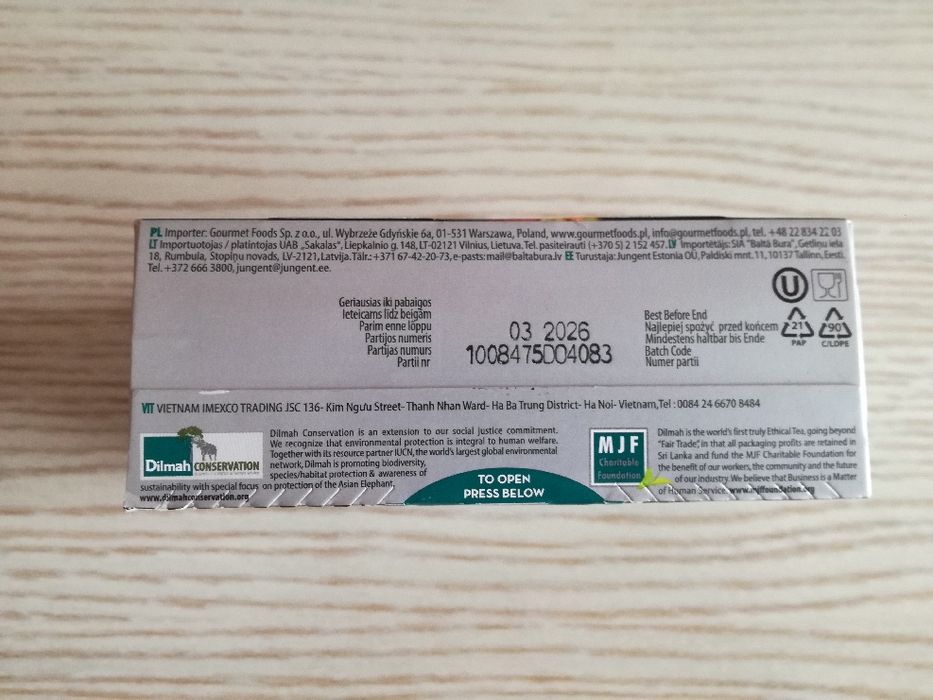 PL Importer: Gourmet Foods Sp. z o.o., ul. Wybrzeże Gdyńskie 6a, 01-531 Warszawa, Poland, www.gourmetfoods.pl, info@gourmetfoods.pl, tel. +48 22 834 22 03
LT Importuotojas / platintojas UAB „Sakalas“, Liepkalnio g. 148, LT-02121 Vilnius, Lietuva. Tel. pasiteirauti (+370 5) 2 152 457. LV Importētājs: SIA "Baltā Bura", Getliņu iela
18, Rumbula, Stopiņu novads, LV-2121, Latvija. Tālr.: +371 67-42-20-73, e-pasts: mail@baltabura.lv EE Turustaja: Jungent Estonia OÜ, Paldiski mnt. 11, 10137 Tallinn, Eesti.
Tel. +372 666 3800, jungent@jungent.ee.
U
Geriausias iki pabaigos
Ieteicams līdz beigām
Parim enne lõppu
Partijos numeris
Partijas numurs
Partii nr
03 2026
1008475D04083
Best Before End
Najlepiej spożyć przed końcem
Mindestens haltbar bis Ende
Batch Code
Numer partii
21
PAP
90
C/LDPE
VIT VIETNAM IMEXCO TRADING JSC 136- Kim Ngưu Street- Thanh Nhan Ward- Ha Ba Trung District- Ha Noi- Vietnam,Tel : 0084 24 6670 8484
Dilmah CONSERVATION
Dilmah Conservation is an extension to our social justice commitment.
We recognize that environmental protection is integral to human welfare.
Together with its resource partner IUCN, the world's largest global environmental
network, Dilmah is promoting biodiversity,
species/habitat protection & awareness of
sustainability with special focus on protection of the Asian Elephant.
www.dilmahconservation.org
TO OPEN
PRESS BELOW
MJF
Charitable
Foundation
Dilmah is the world's first truly Ethical Tea, going beyond
"Fair Trade", in that all packaging profits are retained in
Sri Lanka and fund the MJF Charitable Foundation for
the benefit of our workers, the community and the future
of our industry. We believe that Business is a Matter
of Human Service. www.mjffoundation.org